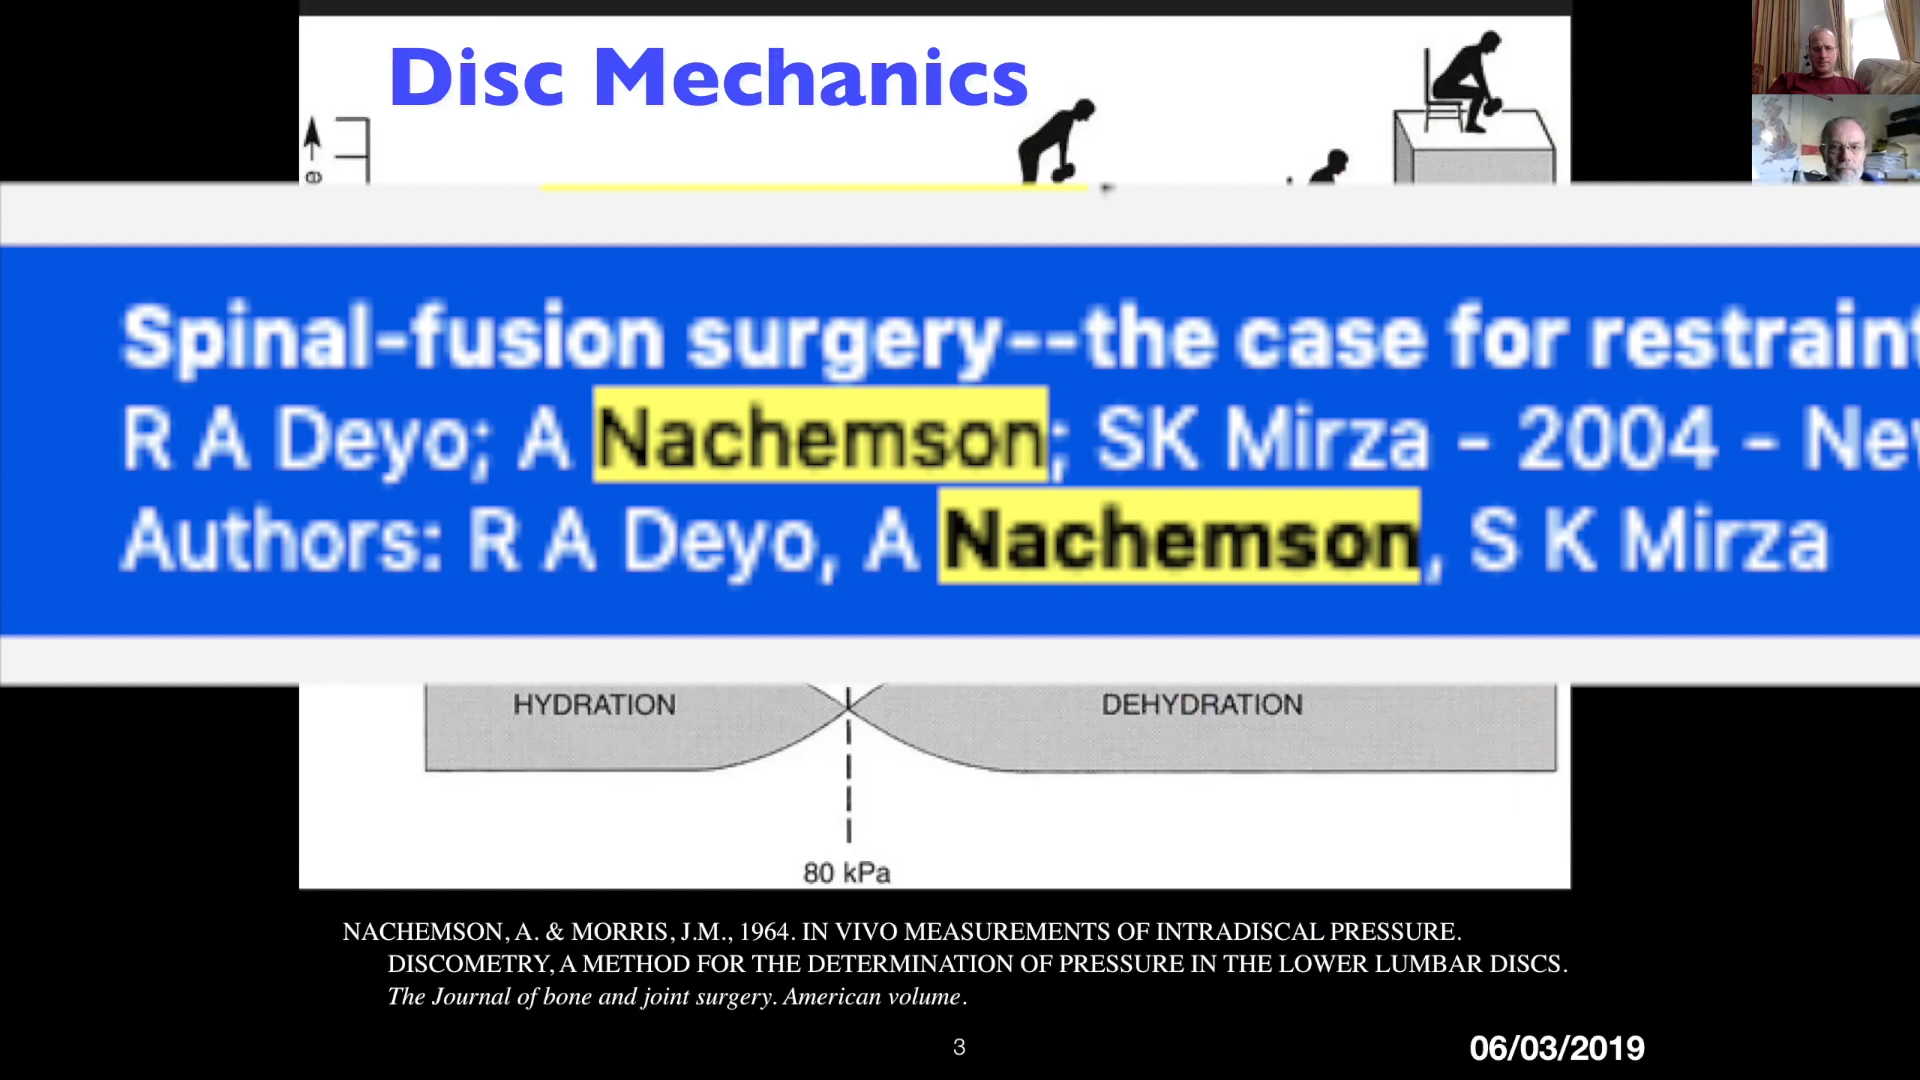 Disc Mechanics
Spinal-fusion surgery--the case for restraint
R A Deyo; A Nachemson; SK Mirza - 2004 -
Authors: R A Deyo, A Nachemson, S K Mirza
HYDRATION
DEHYDRATION
80 kPa
NACHEMSON, A. & MORRIS, J.M., 1964. IN VIVO MEASUREMENTS OF INTRADISCAL PRESSURE.
DISCOMETRY, A METHOD FOR THE DETERMINATION OF PRESSURE IN THE LOWER LUMBAR DISCS.
The Journal of bone and joint surgery. American volume.
3
06/03/2019